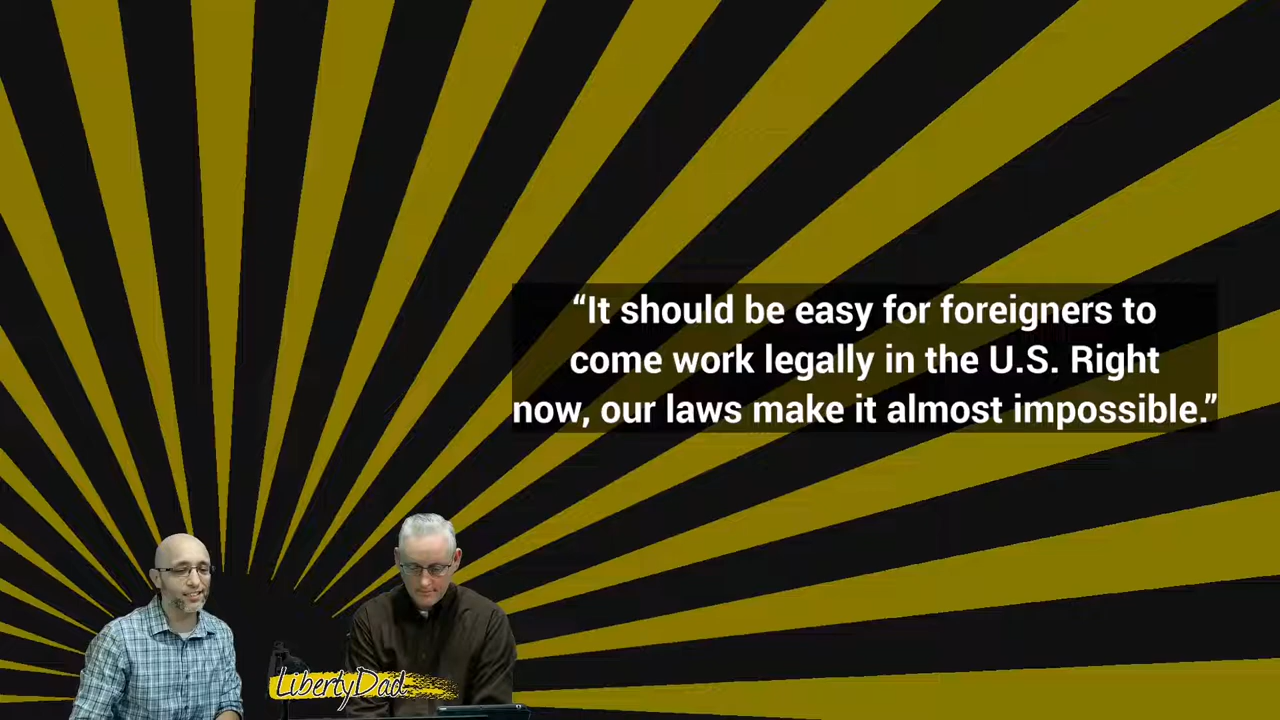 “It should be easy for foreigners to
come work legally in the U.S. Right
now, our laws make it almost impossible.”
LibertyDad